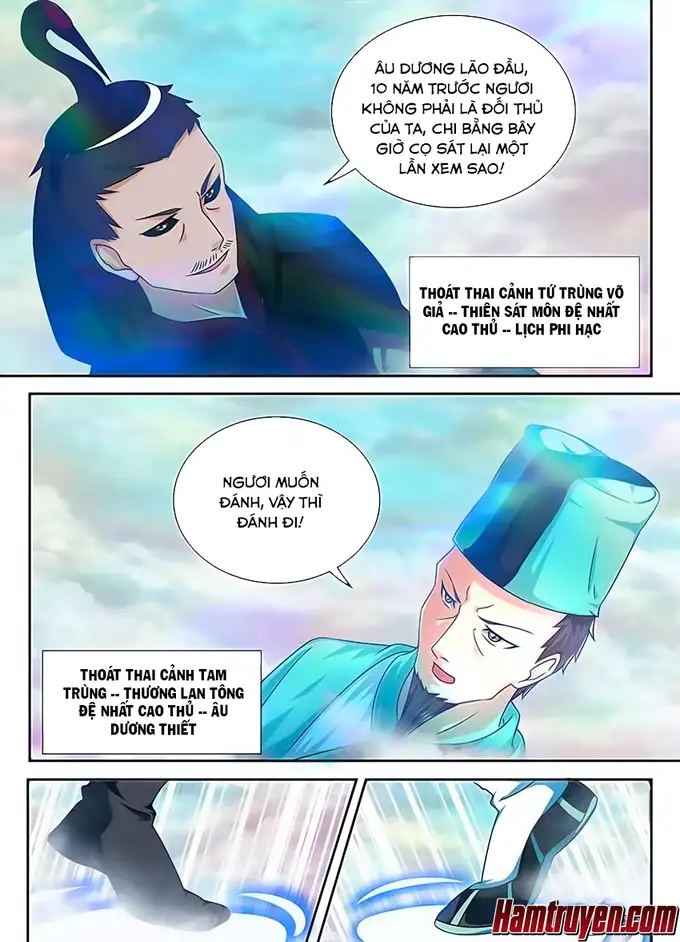 ÂU DƯƠNG LÃO ĐẦU,
10 NĂM TRƯỚC NGƯƠI
KHÔNG PHẢI LÀ ĐỐI THỦ
CỦA TA, CHI BẰNG BÂY
GIỜ CỌ SÁT LẠI MỘT
LẦN XEM SAO!
THOÁT THAI CẢNH TỨ TRÙNG VÕ
GIẢ -- THIÊN SÁT MÔN ĐỆ NHẤT
CAO THỦ -- LỊCH PHI HẠC
NGƯƠI MUỐN
ĐÁNH, VẬY THÌ
ĐÁNH ĐI!
THOÁT THAI CẢNH TAM
TRÙNG -- THƯƠNG LAN TÔNG
ĐỆ NHẤT CAO THỦ -- ÂU
DƯƠNG THIẾT
Hamtruyen.com